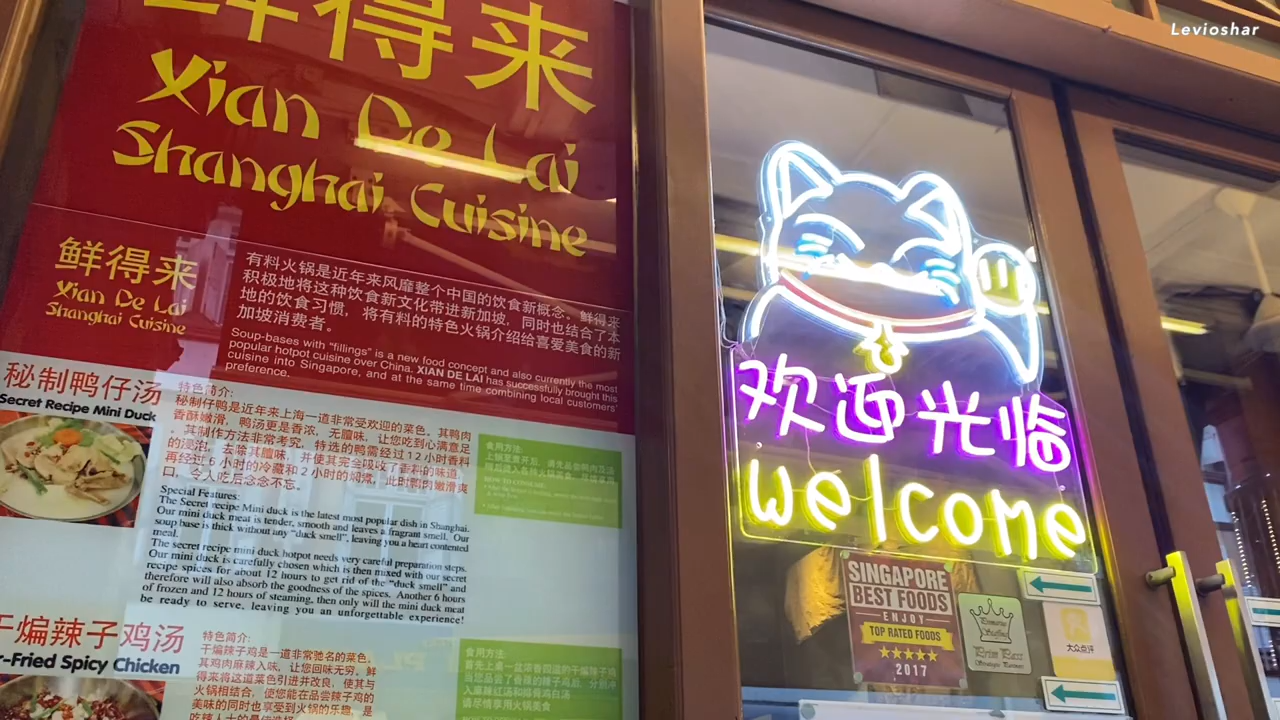 鲜得来
Xian De Lai
Shanghai Cuisine
鲜得来
Xian De Lai
Shanghai Cuisine
有料火锅是近年来风靡整个中国的饮食新概念。鲜得来
积极地将这种饮食新文化带进新加坡，同时也结合了本
地的饮食习惯，将有料的特色火锅介绍给喜爱美食的新
加坡消费者。
Soup-bases with "fillings" is a new food concept and also currently the most
popular hotpot cuisine over China. XIAN DE LAI has successfully brought this
cuisine into Singapore, and at the same time combining local customers'
preference.
秘制鸭仔汤
Secret Recipe Mini Duck
特色简介:
秘制仔鸭是近年来上海一道非常受欢迎的菜色。其鸭肉
香酥嫩滑，鸭汤更是香浓，无膻味，让您吃到心满意足
。其制作方法非常考究，特选的鸭需经过12小时香料
的浸泡，去除其膻味，并使其完全吸收了香料的味道，
再经过6小时的冷藏和2小时的焖煮，此时鸭肉嫩滑爽
口，令人吃后念念不忘。
Special Features:
The Secret recipe Mini duck is the latest most popular dish in Shanghai.
Our mini duck meat is tender, smooth and leaves a fragrant smell. Our
soup base is thick without any "duck smell", leaving you a heart contented
meal.
The secret recipe mini duck hotpot needs very careful preparation steps.
Our mini duck is carefully chosen which is then mixed with our secret
recipe spices for about 12 hours to get rid of the "duck smell" and
therefore will also absorb the goodness of the spices. Another 6 hours
of frozen and 12 hours of steaming, then only will the mini duck meat
be ready to serve, leaving you an unforgettable experience!
食用方法:
HOW TO CONSUME:
干煸辣子鸡汤
r-Fried Spicy Chicken
特色简介:
干煸辣子鸡是一道非常驰名的菜色。
其鸡肉麻辣入味，让您回味无穷。鲜
得来将这道菜色引进并改良，使其与
火锅相结合，使您能在品尝辣子鸡的
美味的同时也享受到火锅的乐趣，是
食用方法:
欢迎光临
welcome
SINGAPORE
BEST FOODS
ENJOY
TOP RATED FOODS
2017
大众点评
Levioshar